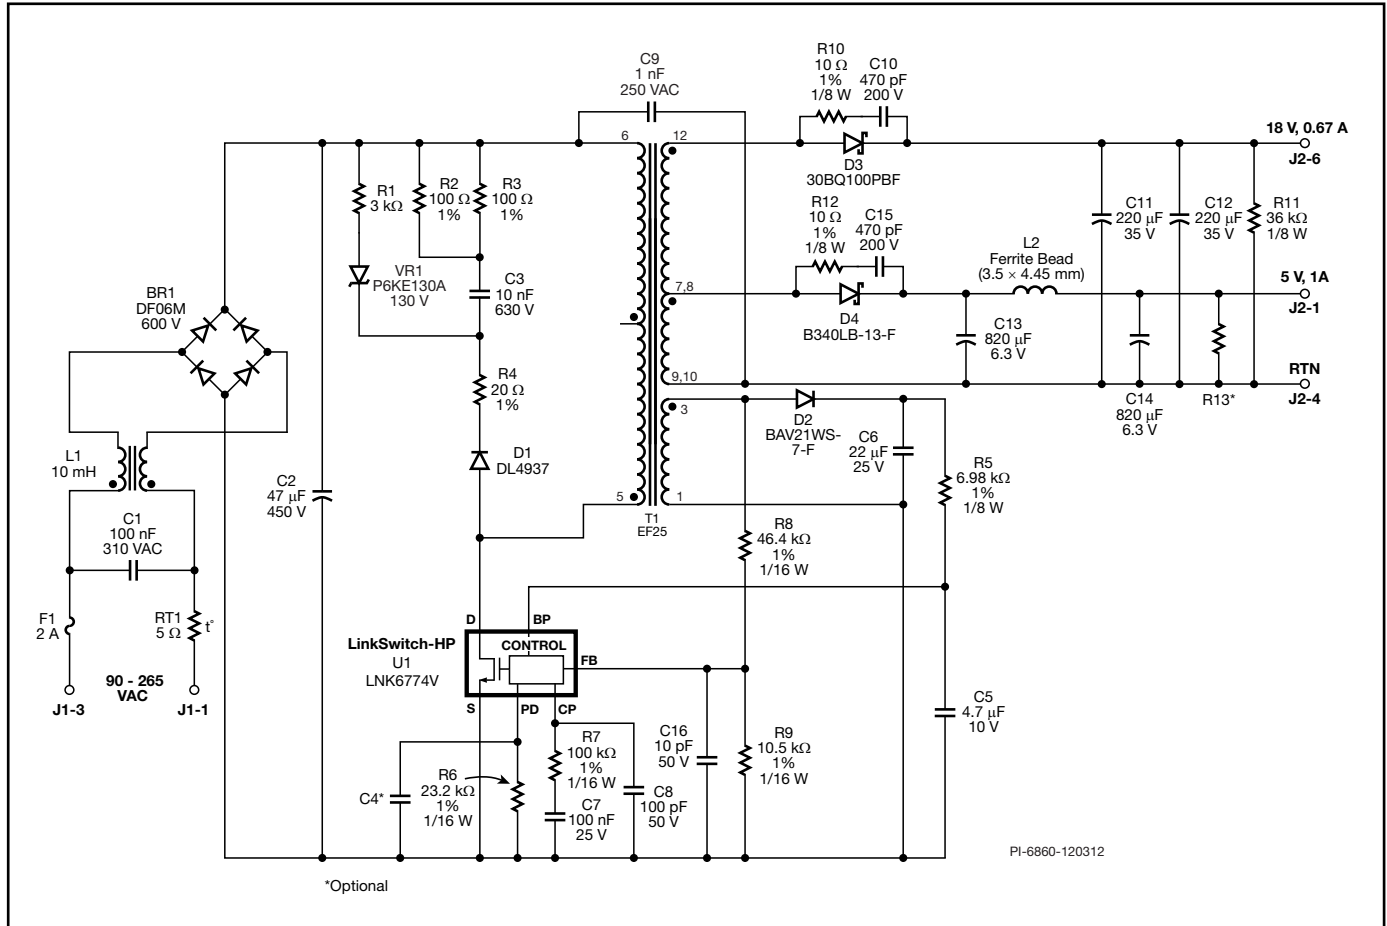 C9
1 nF
250 VAC
R10
10 Ω
1%
1/8 W
C10
470 pF
200 V
D3
30BQ100PBF
18 V, 0.67 A
J2-6
6
12
R1
3 kΩ
R2
100 Ω
1%
R3
100 Ω
1%
VR1
P6KE130A
130 V
C3
10 nF
630 V
R12
10 Ω
1%
1/8 W
C15
470 pF
200 V
D4
B340LB-13-F
C11
220 μF
35 V
C12
220 μF
35 V
R11
36 kΩ
1/8 W
L2
Ferrite Bead
(3.5 × 4.45 mm)
5 V, 1A
J2-1
7,8
BR1
DF06M
600 V
C13
820 μF
6.3 V
R4
20 Ω
1%
9,10
RTN
J2-4
C14
820 μF
6.3 V
R13*
3
D2
BAV21WS-
7-F
C6
22 μF
25 V
D1
DL4937
L1
10 mH
C2
47 μF
450 V
R5
6.98 kΩ
1%
1/8 W
5
1
T1
EF25
C1
100 nF
310 VAC
R8
46.4 kΩ
1%
1/16 W
F1
2 A
RT1
5 Ω
t°
90 - 265
VAC
J1-3
J1-1
D
BP
LinkSwitch-HP
U1
LNK6774V
CONTROL
FB
S
PD
CP
C5
4.7 μF
10 V
C16
10 pF
50 V
R9
10.5 kΩ
1%
1/16 W
R7
100 kΩ
1%
1/16 W
R6
23.2 kΩ
1%
1/16 W
C4*
C8
100 pF
50 V
C7
100 nF
25 V
PI-6860-120312
*Optional